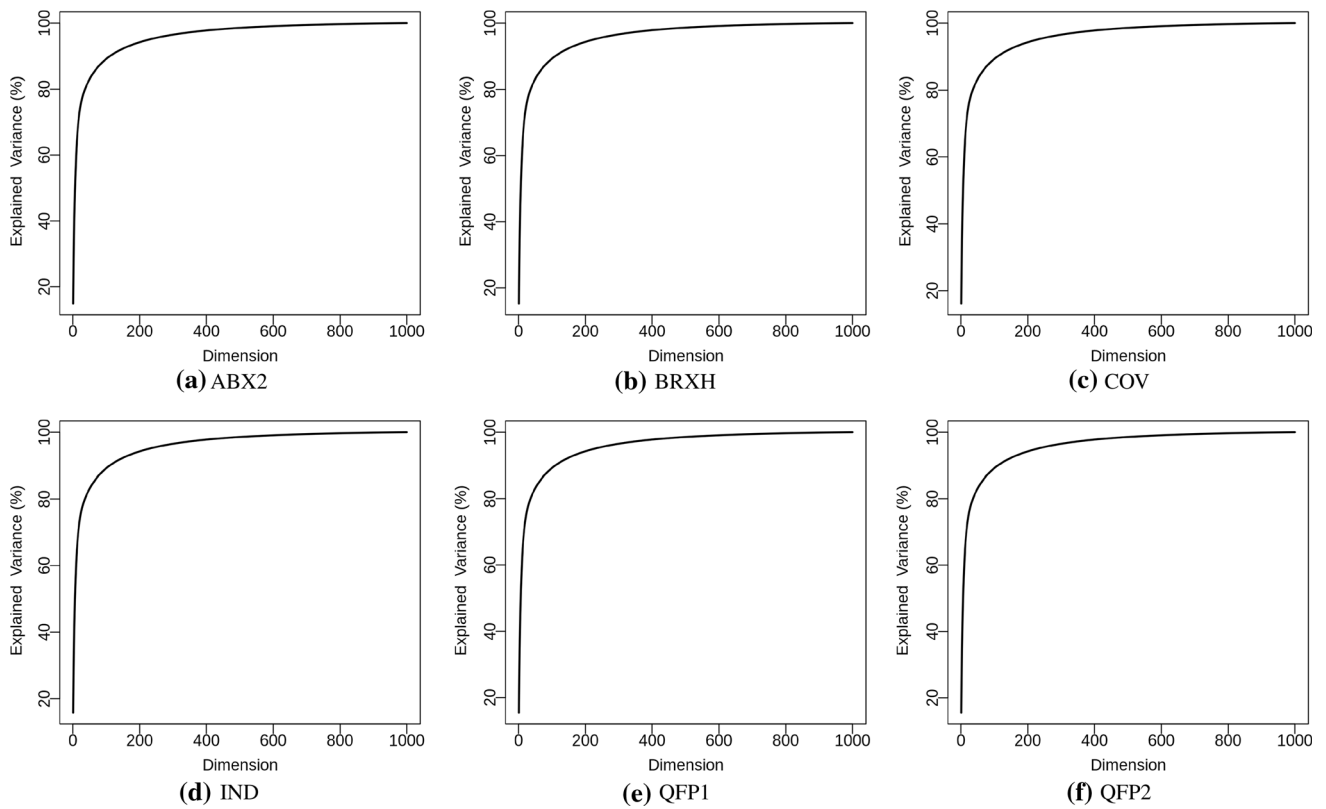 100
80
60
40
20
Explained Variance (%)
0 200 400 600 800 1000
Dimension
(a) ABX2
100
80
60
40
20
Explained Variance (%)
0 200 400 600 800 1000
Dimension
(b) BRXH
100
80
60
40
20
Explained Variance (%)
0 200 400 600 800 1000
Dimension
(c) COV
100
80
60
40
20
Explained Variance (%)
0 200 400 600 800 1000
Dimension
(d) IND
100
80
60
40
20
Explained Variance (%)
0 200 400 600 800 1000
Dimension
(e) QFP1
100
80
60
40
20
Explained Variance (%)
0 200 400 600 800 1000
Dimension
(f) QFP2